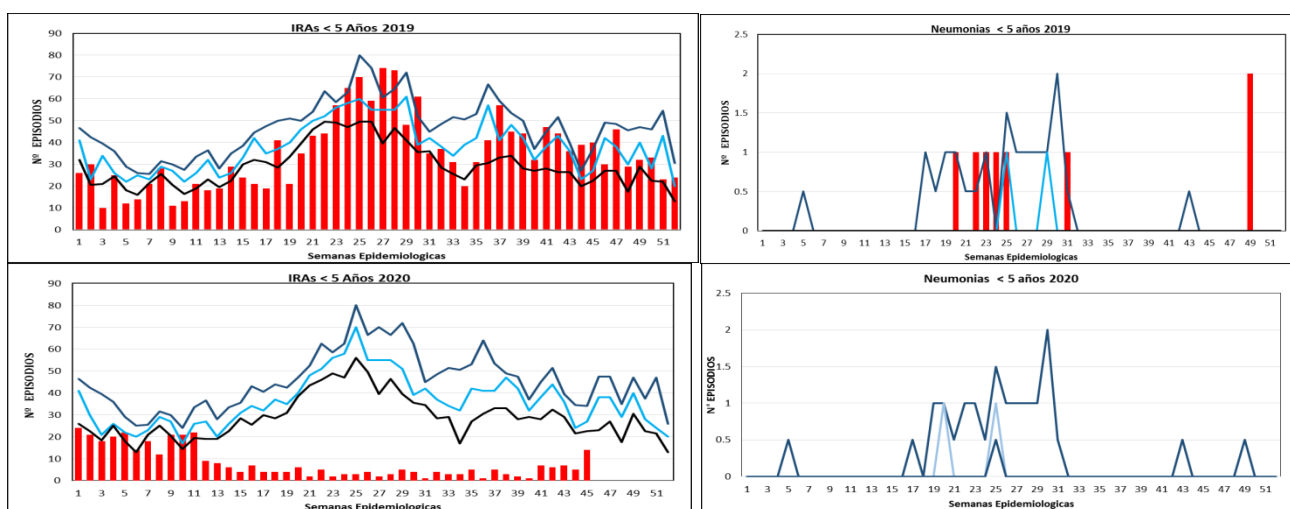 IRAs < 5 Años 2019
Nº EPISODIOS
90
80
70
60
50
40
30
20
10
0
1 3 5 7 9 11 13 15 17 19 21 23 25 27 29 31 33 35 37 39 41 43 45 47 49 51
Semanas Epidemiologicas
Neumonias < 5 años 2019
2.5
2
1.5
1
0.5
0
1 3 5 7 9 11 13 15 17 19 21 23 25 27 29 31 33 35 37 39 41 43 45 47 49 51
Semanas Epidemiologicas
IRAs < 5 Años 2020
Nº EPISODIOS
90
80
70
60
50
40
30
20
10
0
1 3 5 7 9 11 13 15 17 19 21 23 25 27 29 31 33 35 37 39 41 43 45 47 49 51
Semanas Epidemiologicas
Neumonias < 5 años 2020
N° EPISODIOS
2.5
2
1.5
1
0.5
0
1 3 5 7 9 11 13 15 17 19 21 23 25 27 29 31 33 35 37 39 41 43 45 47 49 51
Semanas Epidemiologicas